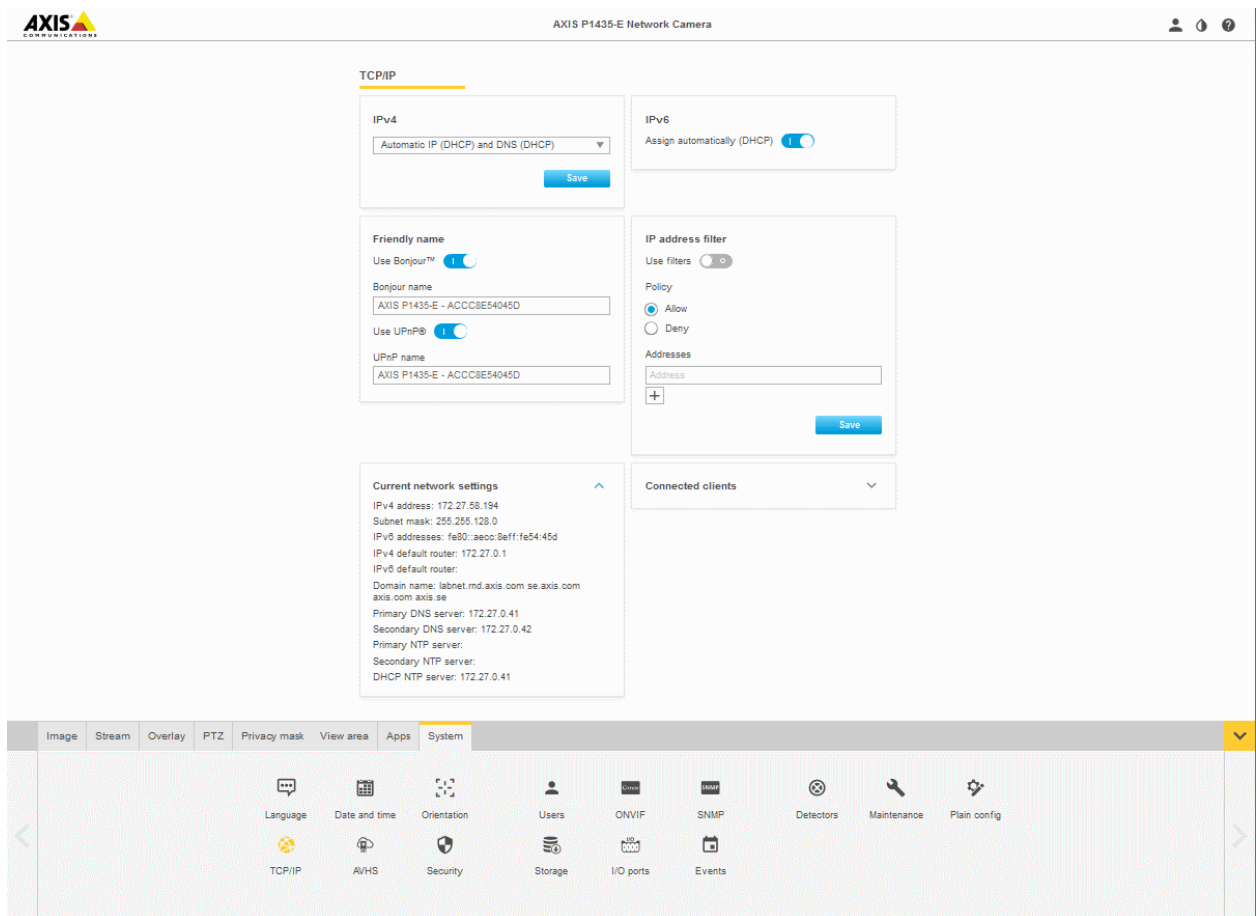 AXIS
COMMUNICATIONS
AXIS P1435-E Network Camera
TCP/IP
IPv4
Automatic IP (DHCP) and DNS (DHCP)
Save
IPv6
Assign automatically (DHCP)
Friendly name
Use Bonjour™
Bonjour name
AXIS P1435-E - ACCC8E54045D
Use UPnP®
UPnP name
AXIS P1435-E - ACCC8E54045D
IP address filter
Use filters
Policy
Allow
Deny
Addresses
Address
Save
Current network settings
IPv4 address: 172.27.58.194
Subnet mask: 255.255.128.0
IPv6 addresses: fe80::aecc:8eff:fe54:45d
IPv4 default router: 172.27.0.1
IPv6 default router:
Domain name: labnet.rnd.axis.com se.axis.com
axis.com axis.se
Primary DNS server: 172.27.0.41
Secondary DNS server: 172.27.0.42
Primary NTP server:
Secondary NTP server:
DHCP NTP server: 172.27.0.41
Connected clients
Image Stream Overlay PTZ Privacy mask View area Apps System
SNMP
Language Date and time Orientation Users ONVIF SNMP Detectors Maintenance Plain config
I/O
TCP/IP AVHS Security Storage I/O ports Events